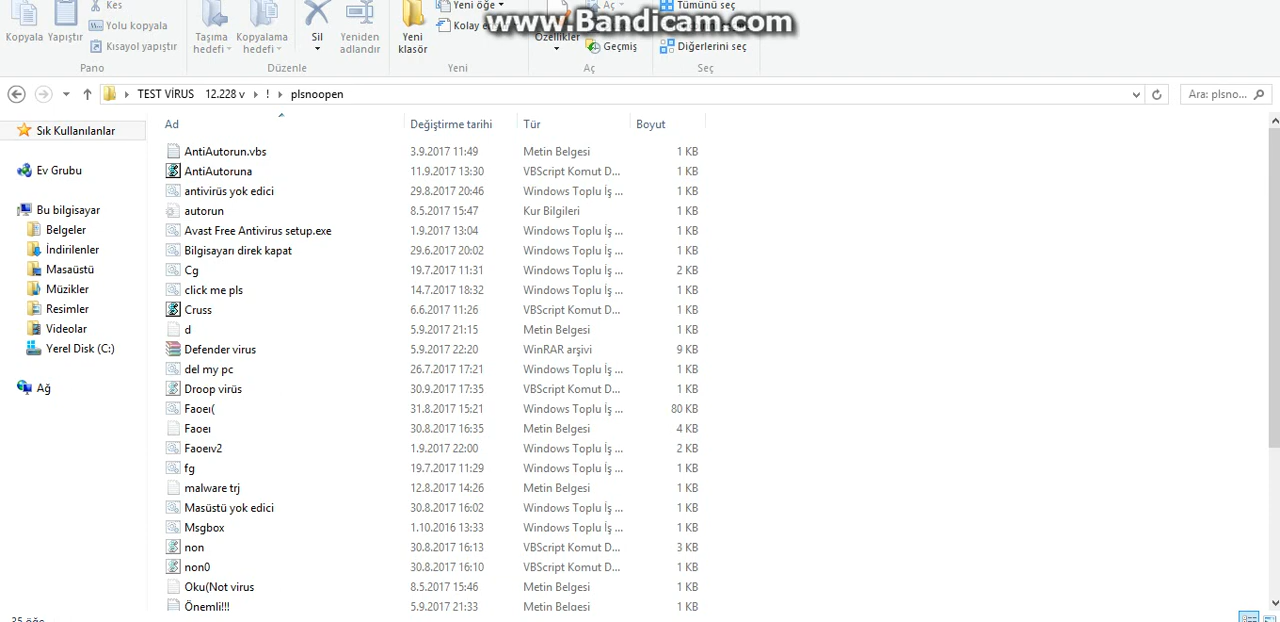 Kes
Yeni öğe
Aç
Tümünü seç
www.Bandicam.com
Yolu kopyala
Kolay
Kopyala Yapıştır
Taşıma
Kopyalama
Sil
Yeniden
Yeni
Özellikler
Kısayol yapıştır
hedefi
hedefi
adlandır
klasör
Geçmiş
Diğerlerini seç
Pano
Düzenle
Yeni
Aç
Seç
TEST VİRUS 12.228 v ! plsnoopen
Ara: plsno...
Sık Kullanılanlar
Ev Grubu
Bu bilgisayar
Belgeler
İndirilenler
Masaüstü
Müzikler
Resimler
Videolar
Yerel Disk (C:)
Ağ
Ad Değiştirme tarihi Tür Boyut
AntiAutorun.vbs 3.9.2017 11:49 Metin Belgesi 1 KB
AntiAutoruna 11.9.2017 13:30 VBScript Komut D... 1 KB
antivirüs yok edici 29.8.2017 20:46 Windows Toplu İş ... 1 KB
autorun 8.5.2017 15:47 Kur Bilgileri 1 KB
Avast Free Antivirus setup.exe 1.9.2017 13:04 Windows Toplu İş ... 1 KB
Bilgisayarı direk kapat 29.6.2017 20:02 Windows Toplu İş ... 1 KB
Cg 19.7.2017 11:31 Windows Toplu İş ... 2 KB
click me pls 14.7.2017 18:32 Windows Toplu İş ... 1 KB
Cruss 6.6.2017 11:26 VBScript Komut D... 1 KB
d 5.9.2017 21:15 Metin Belgesi 1 KB
Defender virus 5.9.2017 22:20 WinRAR arşivi 9 KB
del my pc 26.7.2017 17:21 Windows Toplu İş ... 1 KB
Droop virüs 30.9.2017 17:35 VBScript Komut D... 1 KB
Faoeı( 31.8.2017 15:21 Windows Toplu İş ... 80 KB
Faoeı 30.8.2017 16:35 Metin Belgesi 4 KB
Faoeıv2 1.9.2017 22:00 Windows Toplu İş ... 2 KB
fg 19.7.2017 11:29 Windows Toplu İş ... 1 KB
malware trj 12.8.2017 14:26 Metin Belgesi 1 KB
Masüstü yok edici 30.8.2017 16:02 Windows Toplu İş ... 1 KB
Msgbox 1.10.2016 13:33 Windows Toplu İş ... 1 KB
non 30.8.2017 16:13 VBScript Komut D... 3 KB
non0 30.8.2017 16:10 VBScript Komut D... 1 KB
Oku(Not virus 8.5.2017 15:46 Metin Belgesi 1 KB
Önemli!!! 5.9.2017 21:33 Metin Belgesi 1 KB
25 öğe